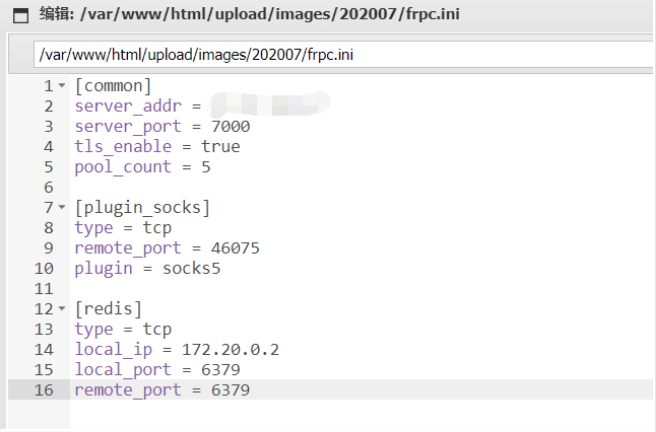 编辑: /var/www/html/upload/images/202007/frpc.ini
/var/www/html/upload/images/202007/frpc.ini
1 [common]
2 server_addr =
3 server_port = 7000
4 tls_enable = true
5 pool_count = 5
6
7 [plugin_socks]
8 type = tcp
9 remote_port = 46075
10 plugin = socks5
11
12 [redis]
13 type = tcp
14 local_ip = 172.20.0.2
15 local_port = 6379
16 remote_port = 6379